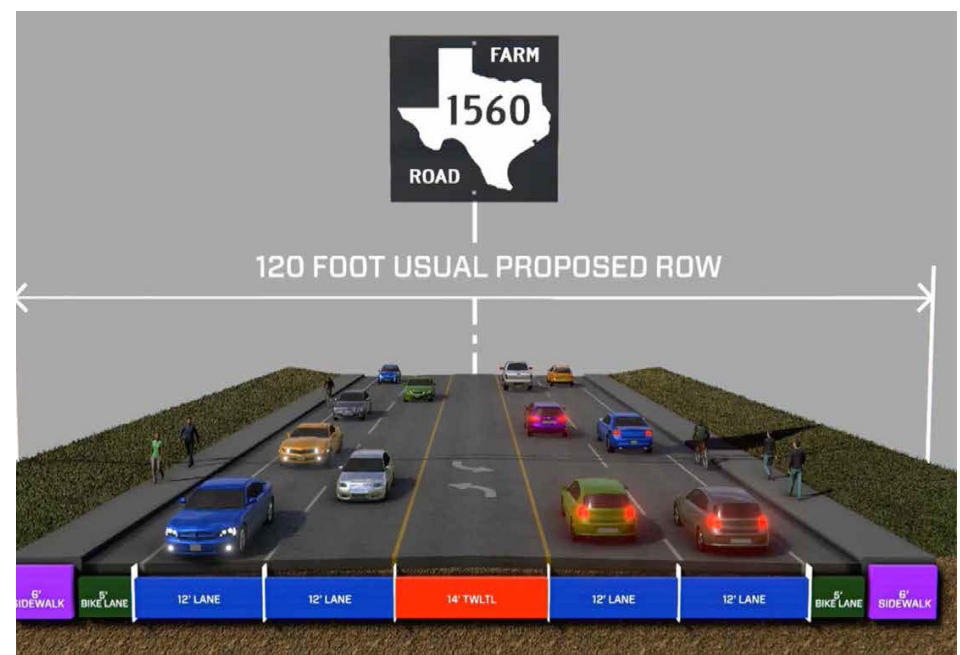 FARM
1560
ROAD
120 FOOT USUAL PROPOSED ROW
6'
SIDEWALK
5'
BIKE LANE
12' LANE
12' LANE
14' TWLTL
12' LANE
12' LANE
5'
BIKE LANE
6'
SIDEWALK